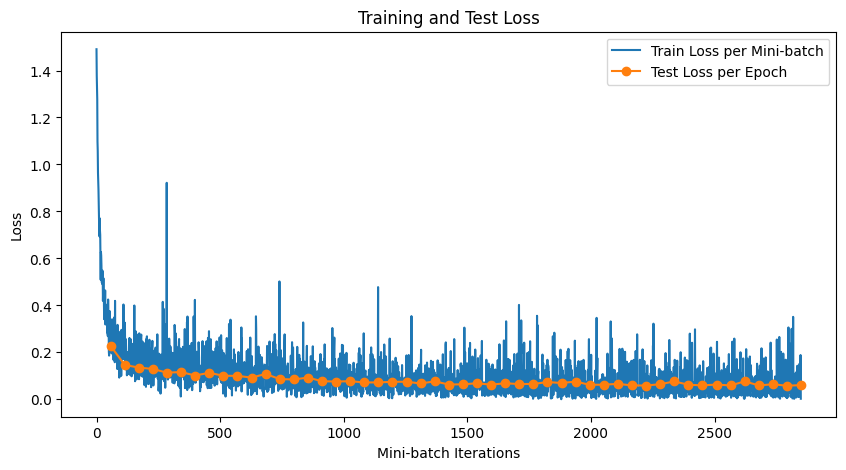 Training and Test Loss
Train Loss per Mini-batch
Test Loss per Epoch
Loss
1.4
1.2
1.0
0.8
0.6
0.4
0.2
0.0
0
500
1000
1500
2000
2500
Mini-batch Iterations